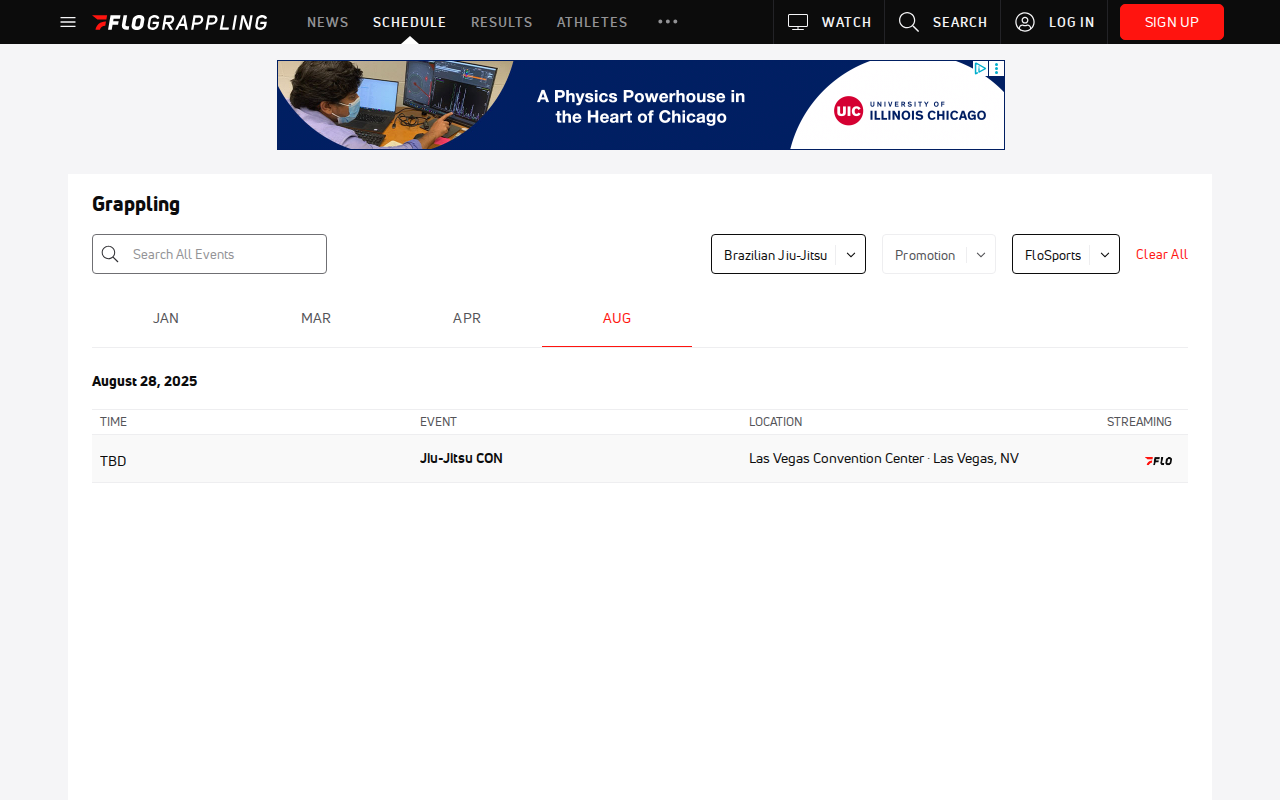 FLOGRAPPLING NEWS SCHEDULE RESULTS ATHLETES WATCH SEARCH LOG IN SIGN UP
A Physics Powerhouse in
the Heart of Chicago
UIC UNIVERSITY OF
ILLINOIS CHICAGO
Grappling
Search All Events Brazilian Jiu-Jitsu Promotion FloSports Clear All
JAN MAR APR AUG
August 28, 2025
TIME EVENT LOCATION STREAMING
TBD Jiu-Jitsu CON Las Vegas Convention Center · Las Vegas, NV FLO